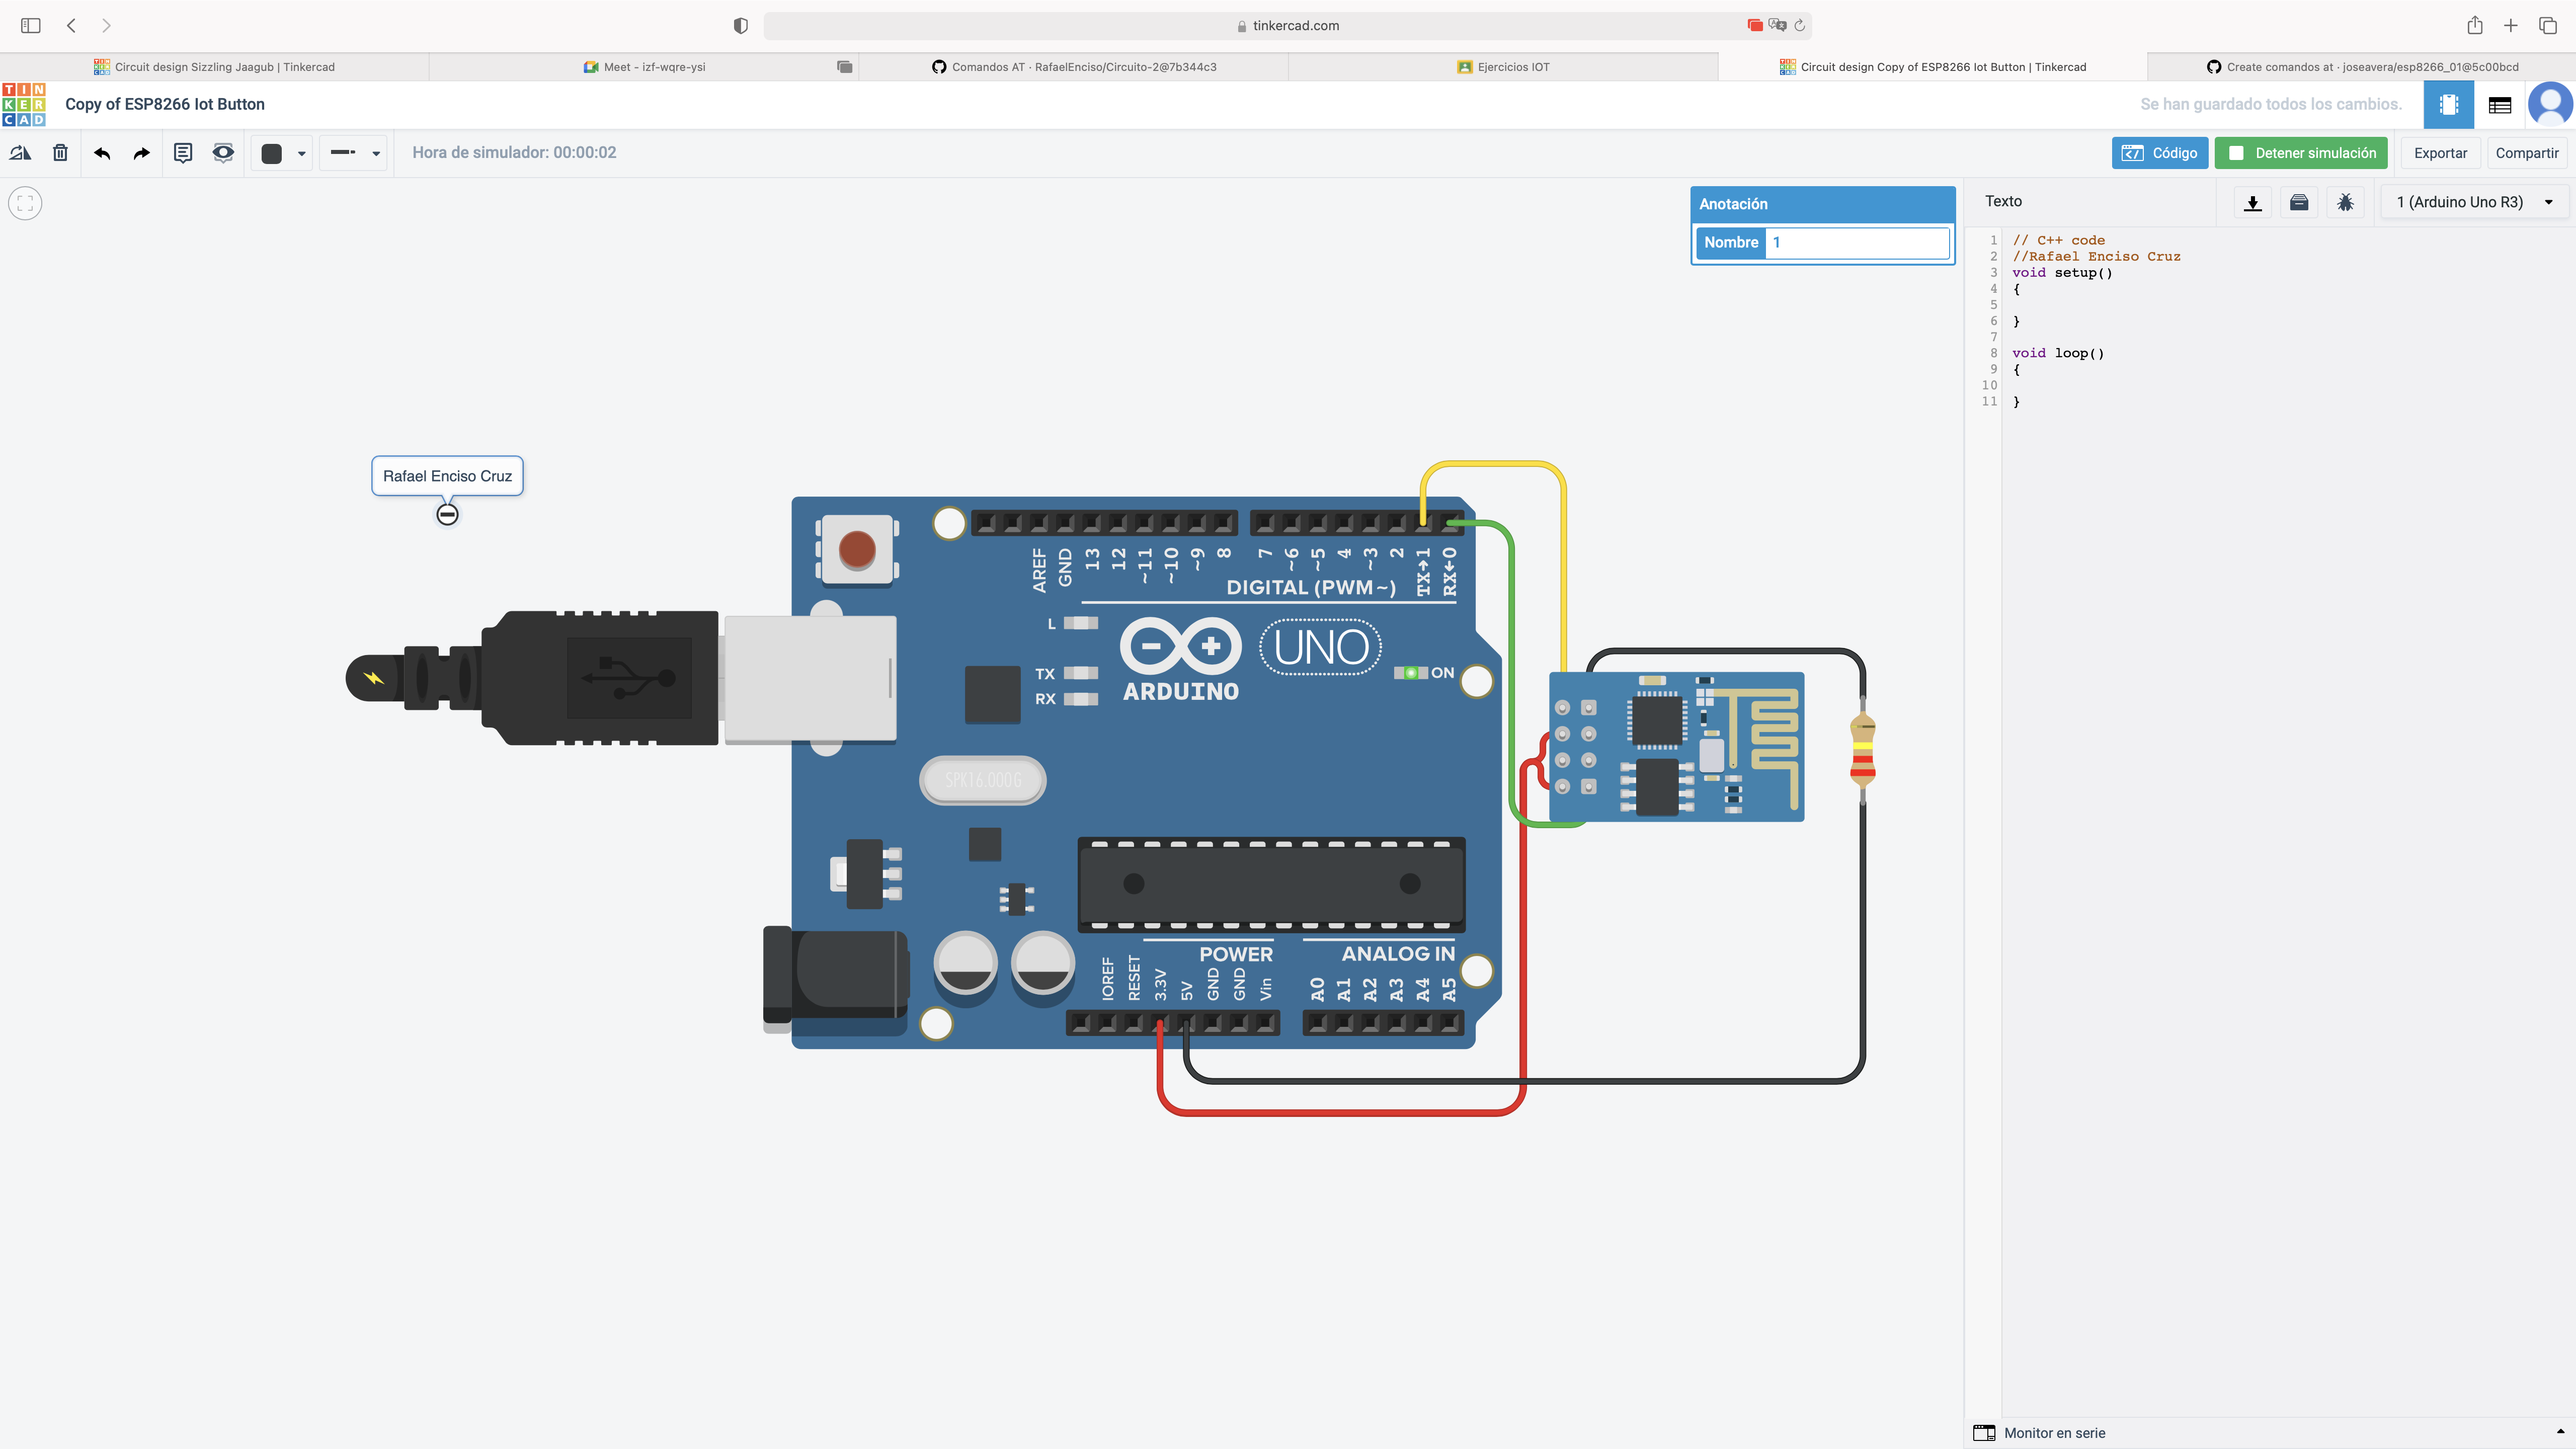 tinkercad.com
Circuit design Sizzling Jaagub | Tinkercad
Meet - izf-wqre-ysi
Comandos AT · RafaelEnciso/Circuito-2@7b344c3
Ejercicios IOT
Circuit design Copy of ESP8266 Iot Button | Tinkercad
Create comandos at · joseavera/esp8266_01@5c00bcd
TIN
KER
CAD
Copy of ESP8266 Iot Button
Se han guardado todos los cambios.
Hora de simulador: 00:00:02
Código
Detener simulación
Exportar
Compartir
Anotación
Nombre 1
Texto
1 (Arduino Uno R3)
1 // C++ code
2 //Rafael Enciso Cruz
3 void setup()
4 {
5
6 }
7
8 void loop()
9 {
10
11 }
Rafael Enciso Cruz
AREF GND 13 12 ~11 ~10 ~9 8 7 ~6 ~5 4 ~3 2 TX→1 RX←0
DIGITAL (PWM~)
L
TX
RX
ARDUINO
UNO
ON
SPK16.000G
POWER
ANALOG IN
IOREF RESET 3.3V 5V GND GND Vin A0 A1 A2 A3 A4 A5
Monitor en serie